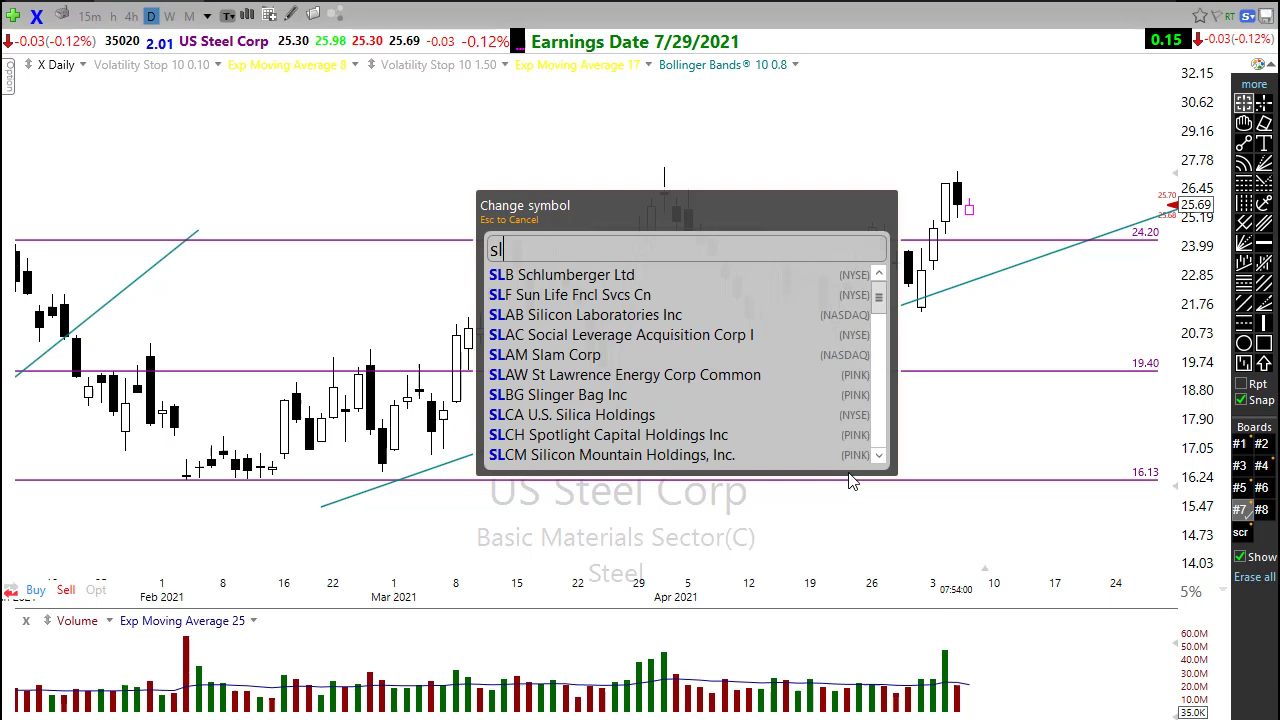 X 15m h 4h D W M T RT S
-0.03(-0.12%) 35020 2.01 US Steel Corp 25.30 25.98 25.30 25.69 -0.03 -0.12% Earnings Date 7/29/2021 0.15 -0.03(-0.12%)
X Daily Volatility Stop 10 0.10 Exp Moving Average 8 Volatility Stop 10 1.50 Exp Moving Average 17 Bollinger Bands® 10 0.8
Option
32.15
30.62
29.16
27.78
26.45
25.70
25.69
25.68
25.19
24.20
23.99
22.85
21.76
20.73
19.40
19.74
18.80
17.90
17.05
16.13
16.24
15.47
14.73
14.03
Change symbol
Esc to Cancel
sl
SLB Schlumberger Ltd (NYSE)
SLF Sun Life Fncl Svcs Cn (NYSE)
SLAB Silicon Laboratories Inc (NASDAQ)
SLAC Social Leverage Acquisition Corp I (NYSE)
SLAM Slam Corp (NASDAQ)
SLAW St Lawrence Energy Corp Common (PINK)
SLBG Slinger Bag Inc (PINK)
SLCA U.S. Silica Holdings (NYSE)
SLCH Spotlight Capital Holdings Inc (PINK)
SLCM Silicon Mountain Holdings, Inc. (PINK)
US Steel Corp
Basic Materials Sector(C)
Steel
more
T
Rpt
Snap
Boards
#1 #2
#3 #4
#5 #6
#7 #8
scr
Show
Erase all
Buy Sell Opt
1 8 16 22 1 8 15 22 29 5 12 19 26 3 10 17 24
2021 Feb 2021 Mar 2021 Apr 2021 07:54:00
5%
X Volume Exp Moving Average 25
60.0M
50.0M
40.0M
30.0M
20.0M
10.0M
35.0K